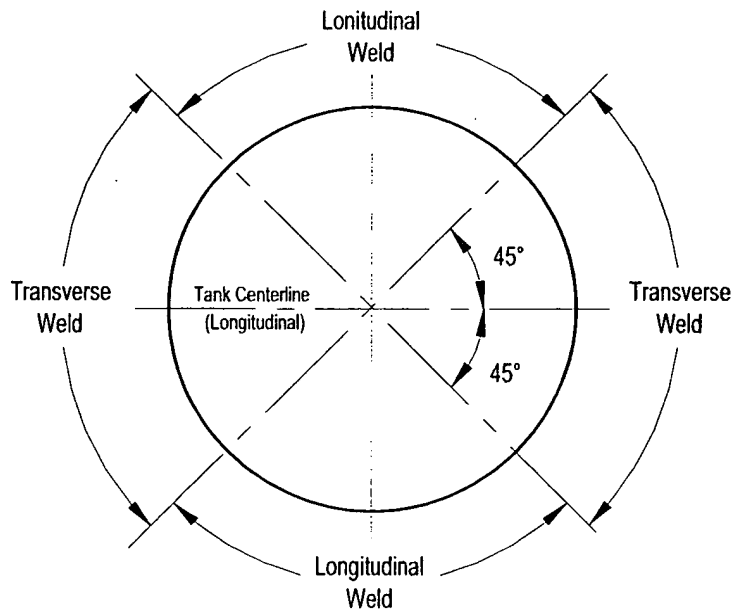 Lonitudinal
Weld
45°
Transverse
Weld
Tank Centerline
(Longitudinal)
Transverse
Weld
45°
Longitudinal
Weld